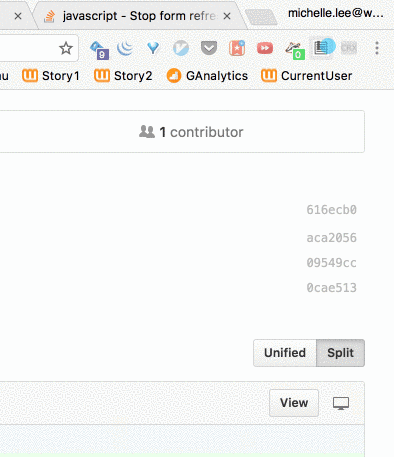 javascript - Stop form refre
michelle.lee@w...
9
0
u
Story1
Story2
GAnalytics
CurrentUser
1 contributor
616ecb0
aca2056
09549cc
0cae513
Unified
Split
View